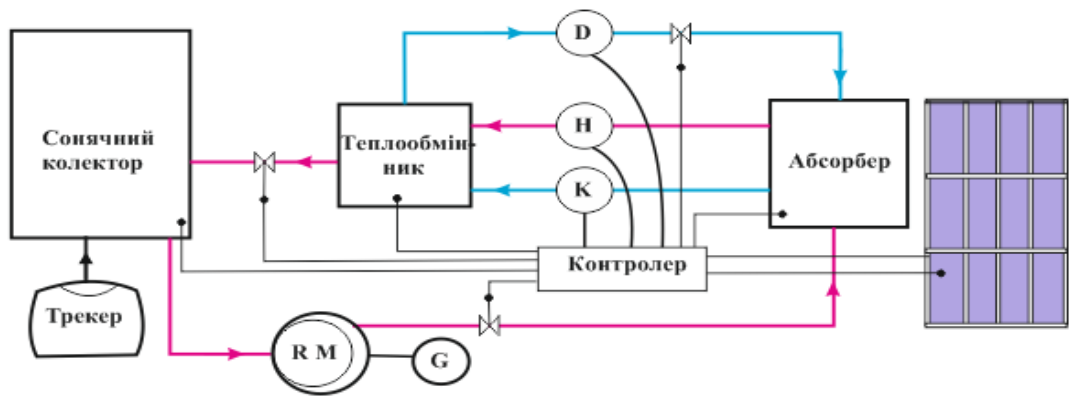 D
Сонячний
колектор
Теплообмін-
ник
H
K
Абсорбер
Контролер
Трекер
R M
G